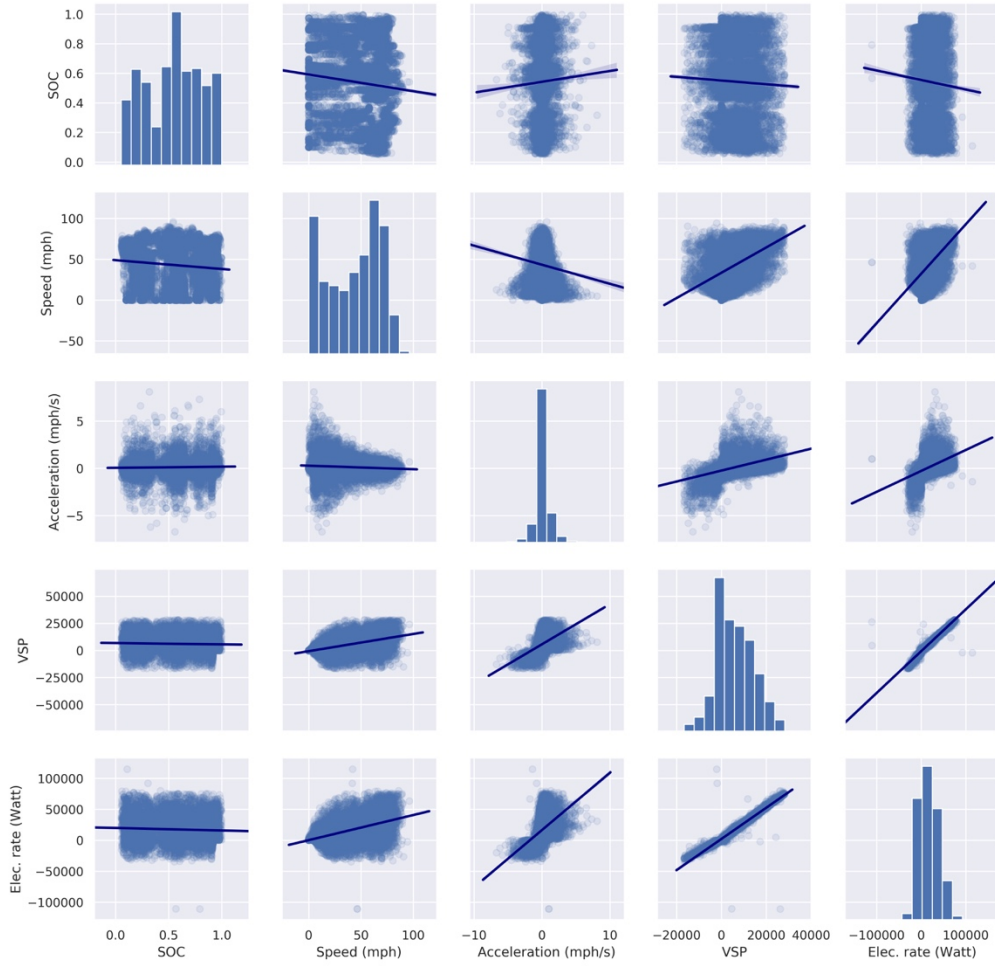 1.0
0.8
0.6
0.4
0.2
0.0
SOC
100
50
0
−50
Speed (mph)
5
0
−5
Acceleration (mph/s)
50000
25000
0
−25000
−50000
VSP
100000
50000
0
−50000
−100000
Elec. rate (Watt)
0.0 0.5 1.0
SOC
0 50 100
Speed (mph)
−10 0 10
Acceleration (mph/s)
−20000 0 20000 40000
VSP
−100000 0 100000
Elec. rate (Watt)